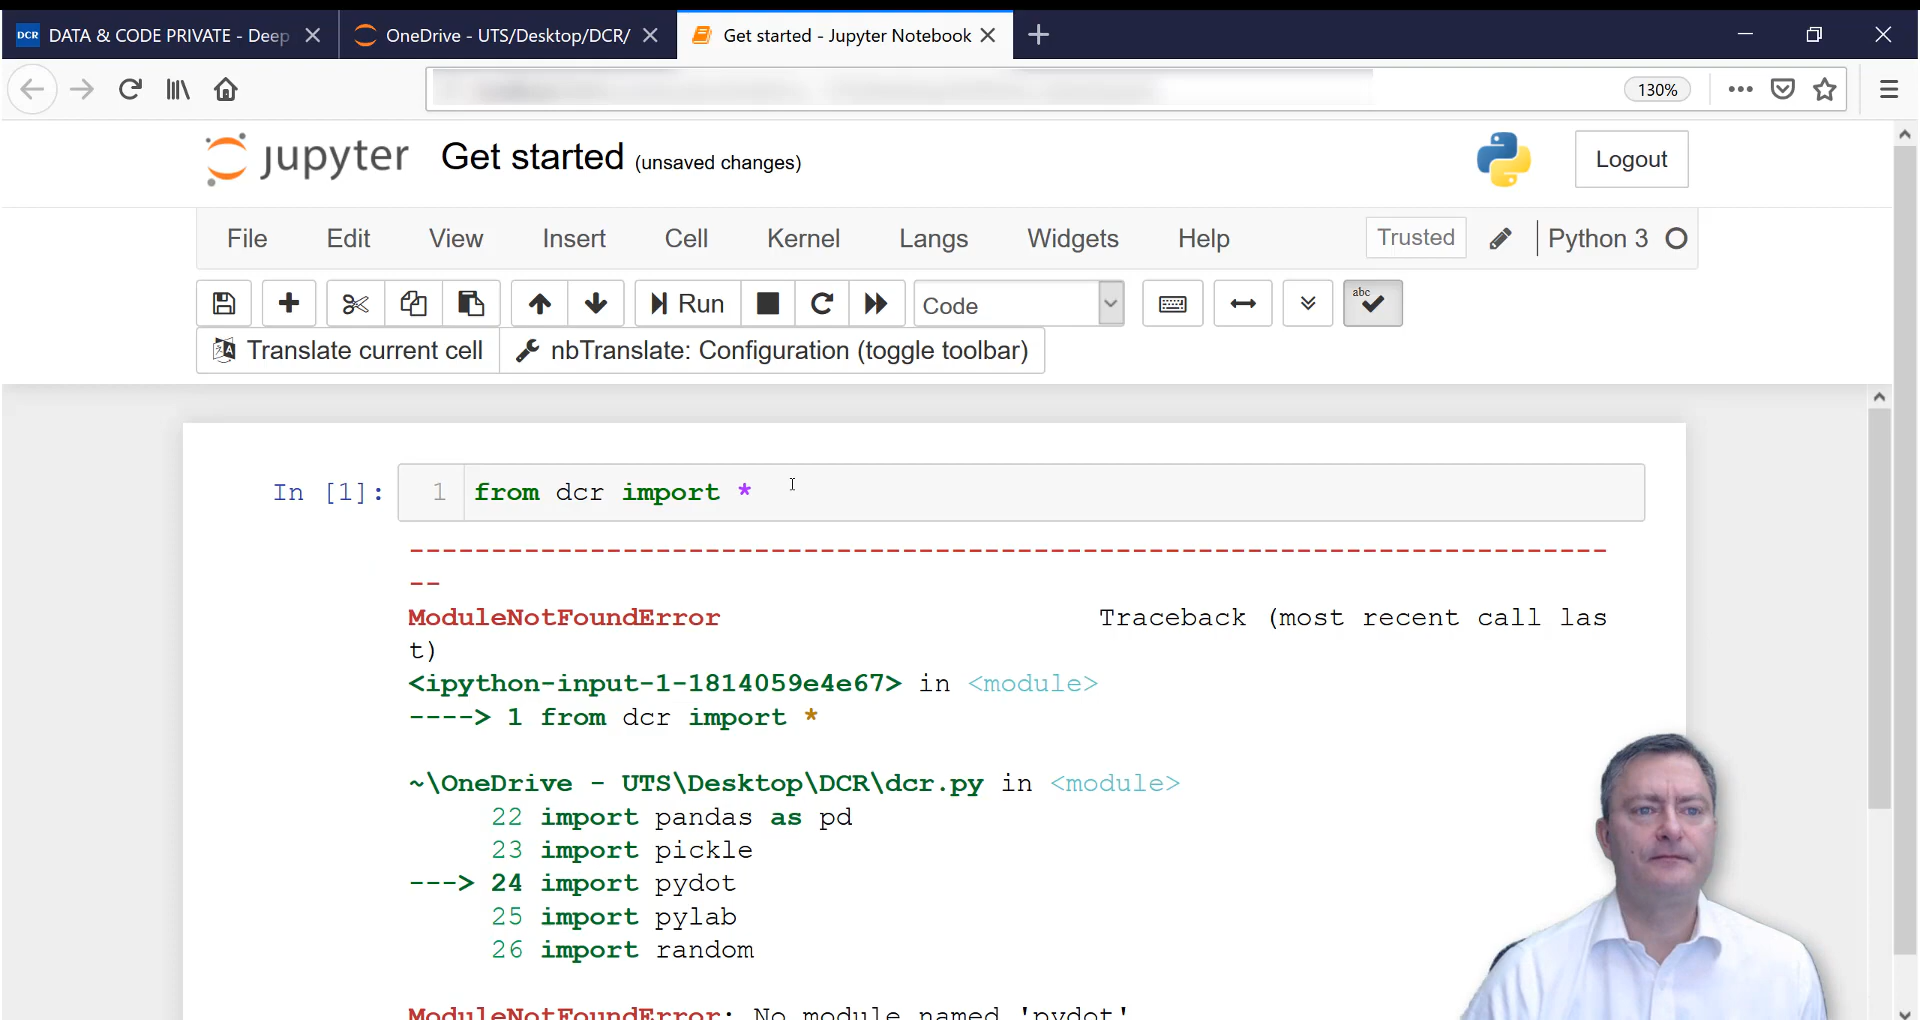 DCR DATA & CODE PRIVATE - Deep
OneDrive - UTS/Desktop/DCR/
Get started - Jupyter Notebook
130%
jupyter Get started (unsaved changes)
Logout
File Edit View Insert Cell Kernel Langs Widgets Help Trusted Python 3
Run Code abc
Translate current cell nbTranslate: Configuration (toggle toolbar)
In [1]: 1 from dcr import *
---------------------------------------------------------------------------
--
ModuleNotFoundError Traceback (most recent call las
t)
<ipython-input-1-1814059e4e67> in <module>
----> 1 from dcr import *
~\OneDrive - UTS\Desktop\DCR\dcr.py in <module>
22 import pandas as pd
23 import pickle
---> 24 import pydot
25 import pylab
26 import random
ModuleNotFoundError: No module named 'pydot'